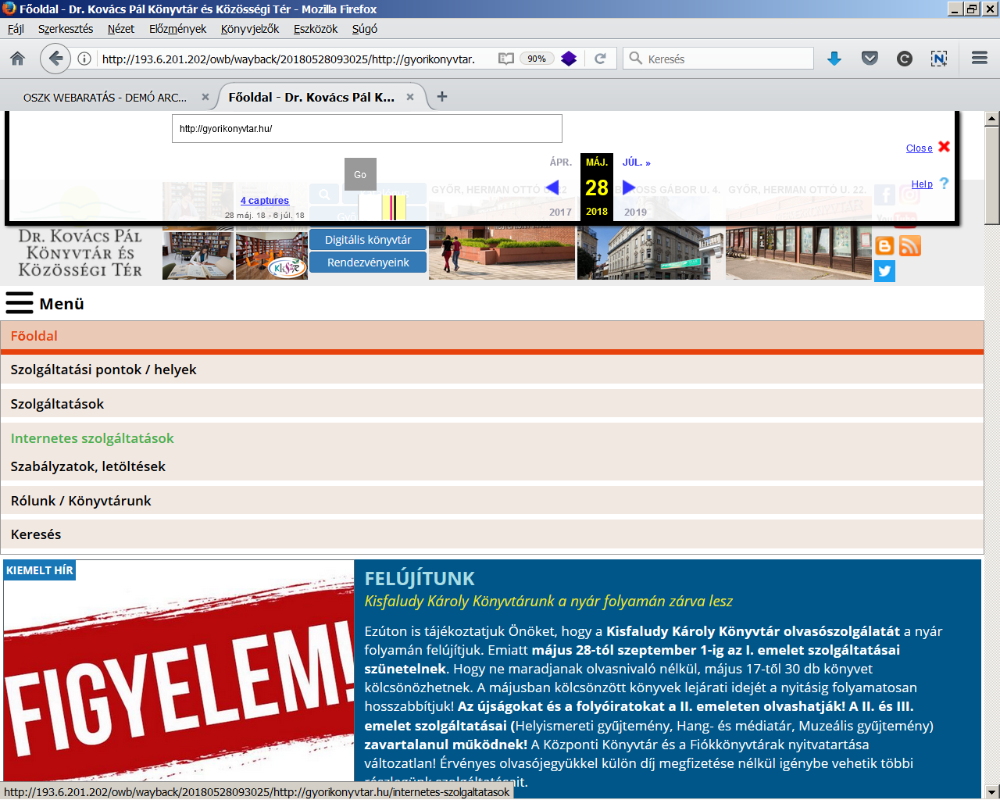 Főoldal - Dr. Kovács Pál Könyvtár és Közösségi Tér - Mozilla Firefox
Fájl Szerkesztés Nézet Előzmények Könyvjelzők Eszközök Súgó
http://193.6.201.202/owb/wayback/20180528093025/http://gyorikonyvtar. 90% Keresés
OSZK WEBARATÁS - DEMÓ ARC... Főoldal - Dr. Kovács Pál K...
http://gyorikonyvtar.hu/
Close
Go
ÁPR. MÁJ. JÚL. »
28
Help
4 captures
28 máj. 18 - 6 júl. 18
2017 2018 2019
GYŐR, HERMAN OTTÓ U. 22. GYŐR, HERMAN OTTÓ U. 22.
DR. KOVÁCS PÁL
KÖNYVTÁR ÉS
KÖZÖSSÉGI TÉR
Digitális könyvtár
Rendezvényeink
Menü
Főoldal
Szolgáltatási pontok / helyek
Szolgáltatások
Internetes szolgáltatások
Szabályzatok, letöltések
Rólunk / Könyvtárunk
Keresés
KIEMELT HÍR
FIGYELEM!
FELÚJÍTUNK
Kisfaludy Károly Könyvtárunk a nyár folyamán zárva lesz
Ezúton is tájékoztatjuk Önöket, hogy a Kisfaludy Károly Könyvtár olvasószolgálatát a nyár
folyamán felújítjuk. Emiatt május 28-tól szeptember 1-ig az I. emelet szolgáltatásai
szünetelnek. Hogy ne maradjanak olvasnivaló nélkül, május 17-től 30 db könyvet
kölcsönözhetnek. A májusban kölcsönzött könyvek lejárati idejét a nyitásig folyamatosan
hosszabbítjuk! Az újságokat és a folyóiratokat a II. emeleten olvashatják! A II. és III.
emelet szolgáltatásai (Helyismereti gyűjtemény, Hang- és médiatár, Muzeális gyűjtemény)
zavartalanul működnek! A Központi Könyvtár és a Fiókkönyvtárak nyitvatartása
változatlan! Érvényes olvasójegyükkel külön díj megfizetése nélkül igénybe vehetik többi
részlegünk szolgáltatásait.
http://193.6.201.202/owb/wayback/20180528093025/http://gyorikonyvtar.hu/internetes-szolgaltatasok